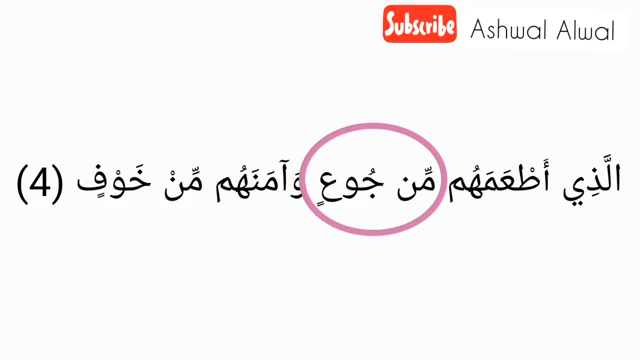 Subscribe Ashwal Alwal
الَّذِي أَطْعَمَهُم مِّن جُوعٍ وَآمَنَهُم مِّنْ خَوْفٍ (4)